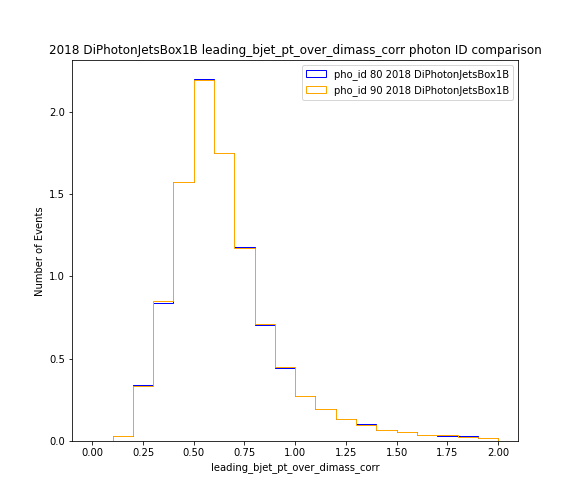 2018 DiPhotonJetsBox1B leading_bjet_pt_over_dimass_corr photon ID comparison
pho_id 80 2018 DiPhotonJetsBox1B
pho_id 90 2018 DiPhotonJetsBox1B
Number of Events
2.0
1.5
1.0
0.5
0.0
0.00 0.25 0.50 0.75 1.00 1.25 1.50 1.75 2.00
leading_bjet_pt_over_dimass_corr